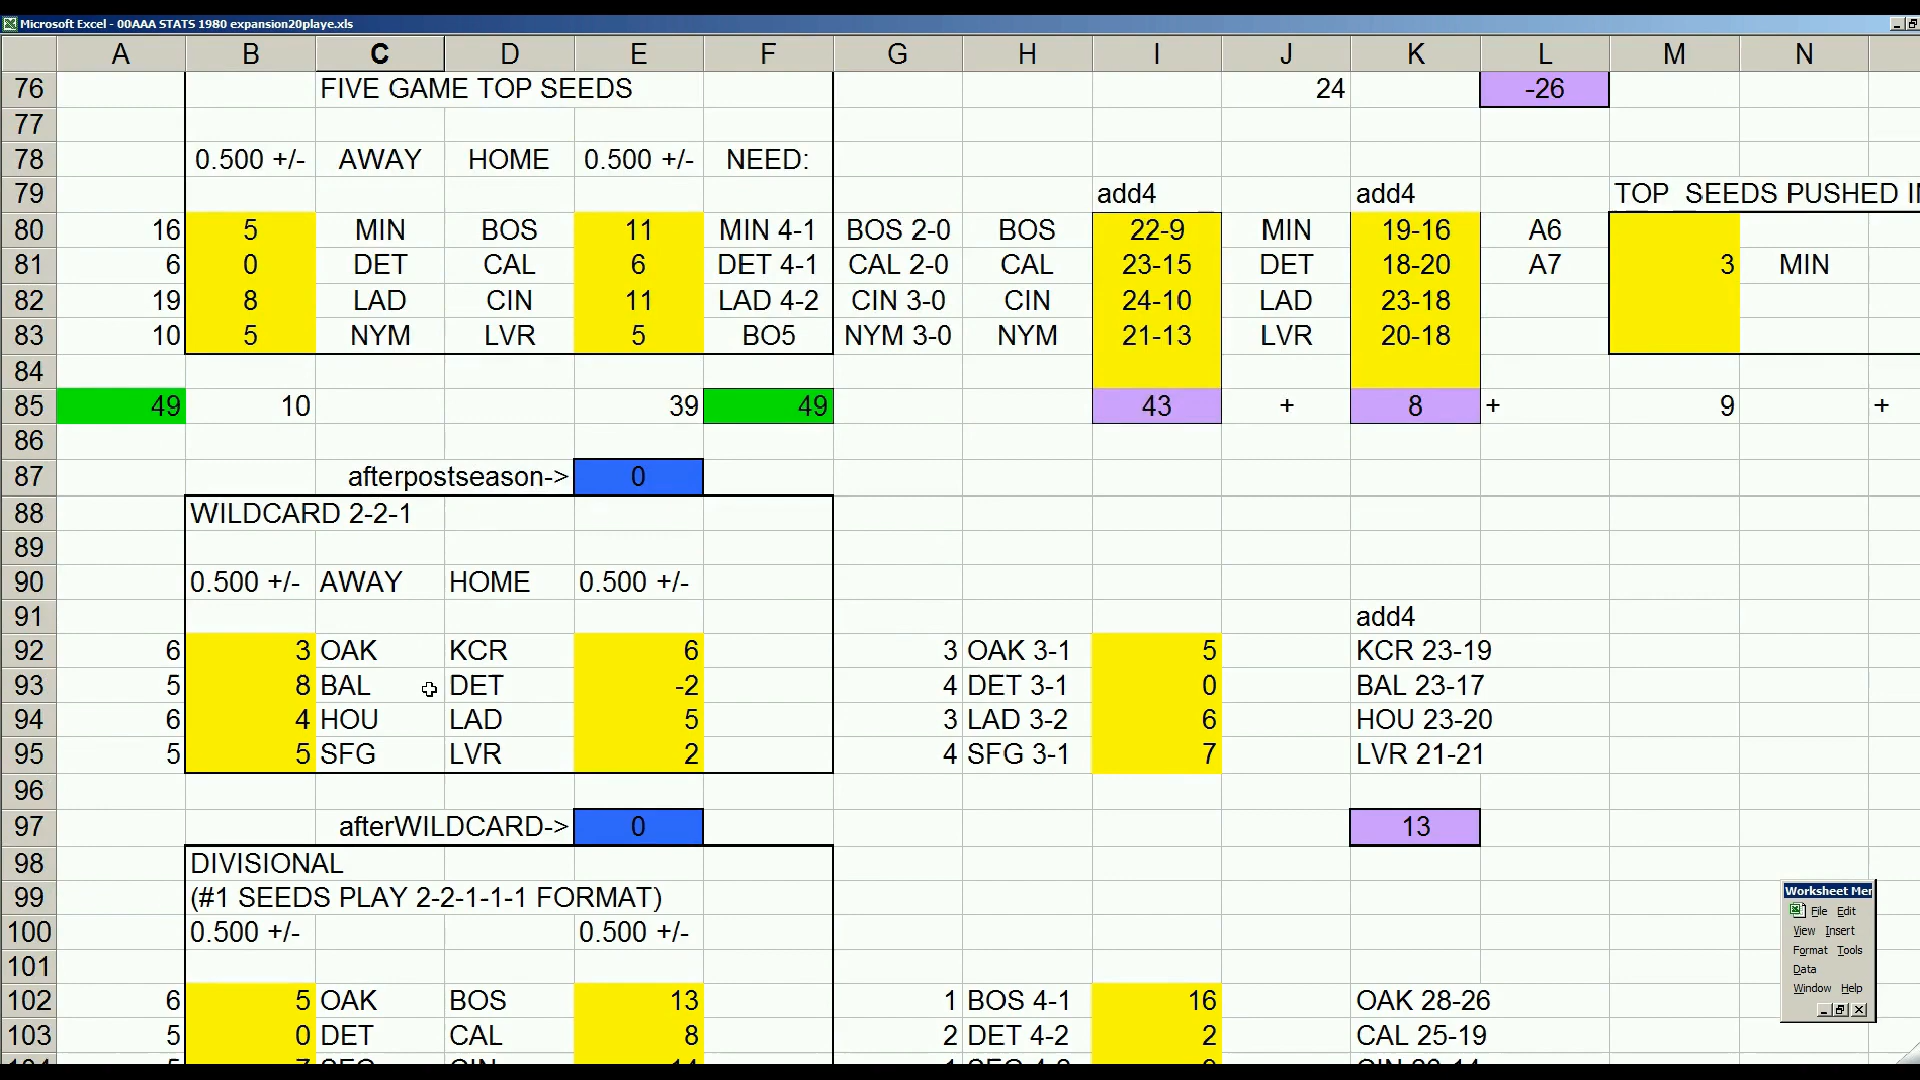 Microsoft Excel - 00AAA STATS 1980 expansion20playe.xls
A B C D E F G H I J K L M N
76 FIVE GAME TOP SEEDS 24 -26
77
78 0.500 +/- AWAY HOME 0.500 +/- NEED:
79 add4 add4 TOP SEEDS PUSHED
80 16 5 MIN BOS 11 MIN 4-1 BOS 2-0 BOS 22-9 MIN 19-16 A6
81 6 0 DET CAL 6 DET 4-1 CAL 2-0 CAL 23-15 DET 18-20 A7 3 MIN
82 19 8 LAD CIN 11 LAD 4-2 CIN 3-0 CIN 24-10 LAD 23-18
83 10 5 NYM LVR 5 BO5 NYM 3-0 NYM 21-13 LVR 20-18
84
85 49 10 39 49 43 + 8 + 9 +
86
87 afterpostseason-> 0
88 WILDCARD 2-2-1
89
90 0.500 +/- AWAY HOME 0.500 +/-
91 add4
92 6 3 OAK KCR 6 3 OAK 3-1 5 KCR 23-19
93 5 8 BAL DET -2 4 DET 3-1 0 BAL 23-17
94 6 4 HOU LAD 5 3 LAD 3-2 6 HOU 23-20
95 5 5 SFG LVR 2 4 SFG 3-1 7 LVR 21-21
96
97 afterWILDCARD-> 0 13
98 DIVISIONAL
99 (#1 SEEDS PLAY 2-2-1-1-1 FORMAT)
100 0.500 +/- 0.500 +/-
101
102 6 5 OAK BOS 13 1 BOS 4-1 16 OAK 28-26
103 5 0 DET CAL 8 2 DET 4-2 2 CAL 25-19
Worksheet Mer
File Edit
View Insert
Format Tools
Data
Window Help